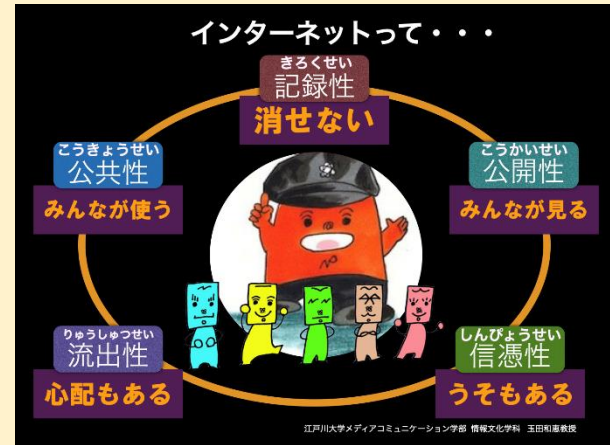 インターネットって・・・
きろくせい
記録性
消せない
こうきょうせい
公共性
みんなが使う
こうかいせい
公開性
みんなが見る
りゅうしゅつせい
流出性
心配もある
しんぴょうせい
信憑性
うそもある
江戸川大学メディアコミュニケーション学部 情報文化学科 玉田和恵教授